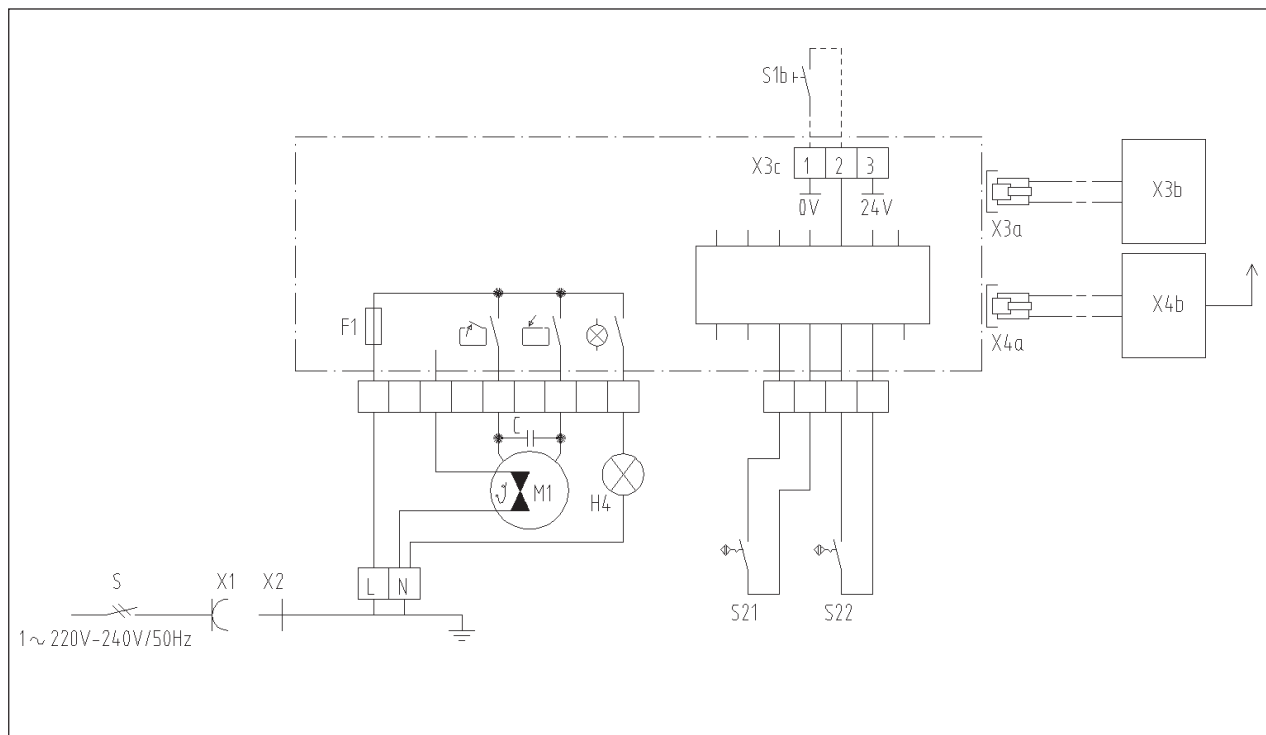 S1b
X3c 1 2 3
0V 24V
X3b
X3a
X4b
X4a
F1
C
ϑ M1
H4
L N
S X1 X2
1~220V-240V/50Hz
S21 S22